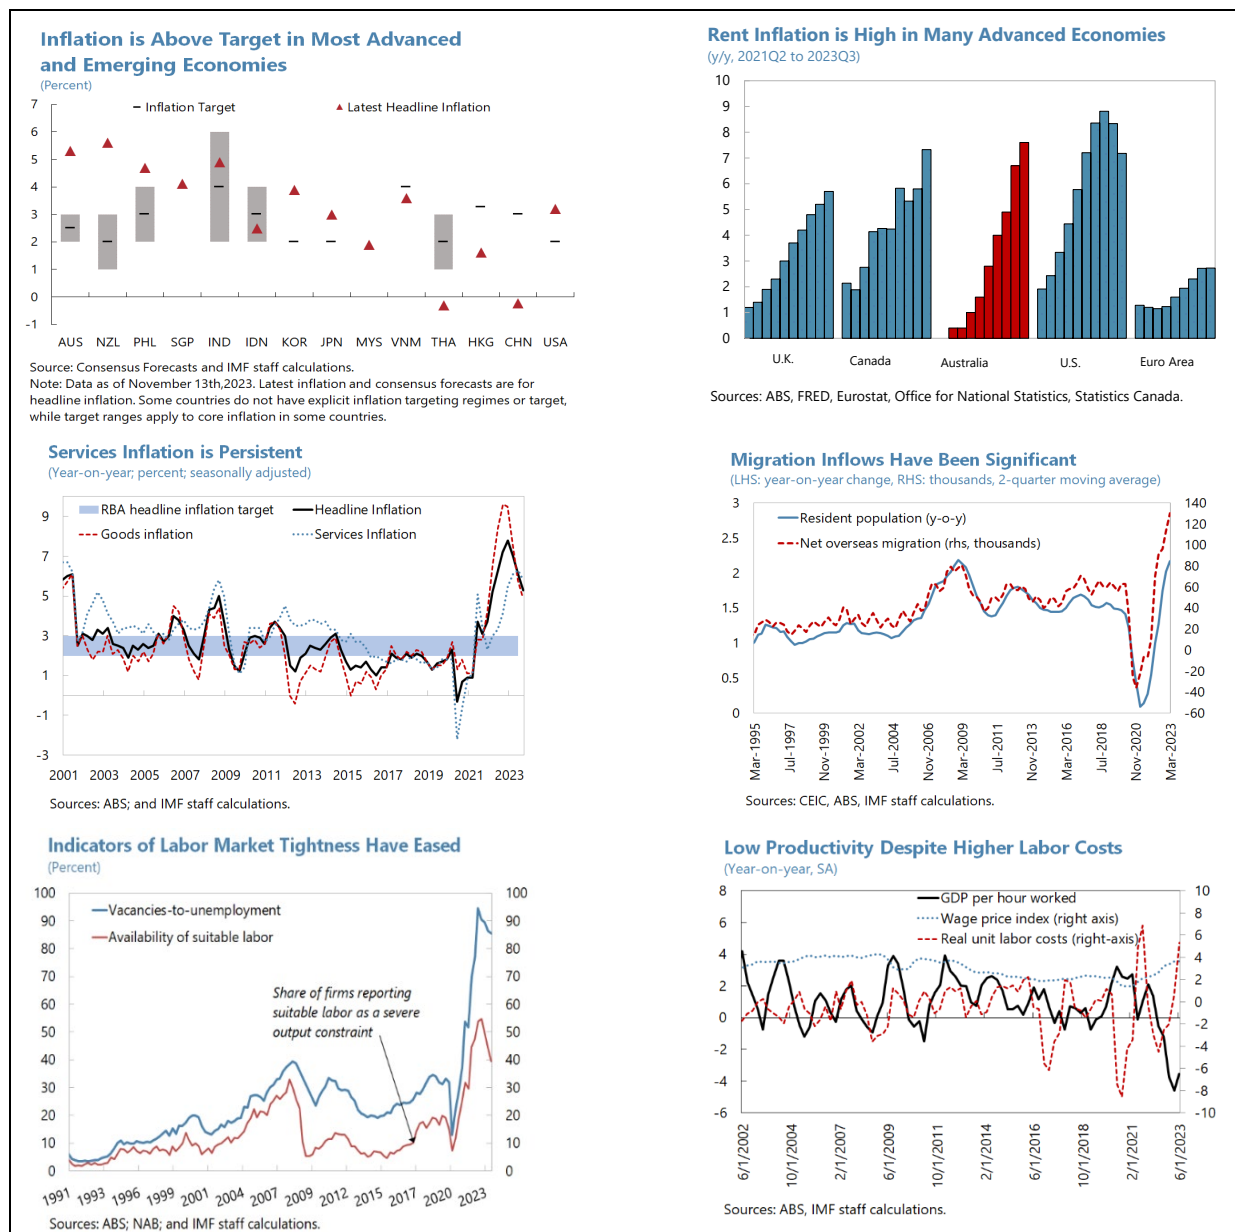 Inflation is Above Target in Most Advanced
and Emerging Economies
(Percent)
7
6
5
4
3
2
1
0
-1
Inflation Target
Latest Headline Inflation
AUS NZL PHL SGP IND IDN KOR JPN MYS VNM THA HKG CHN USA
Source: Consensus Forecasts and IMF staff calculations.
Note: Data as of November 13th,2023. Latest inflation and consensus forecasts are for
headline inflation. Some countries do not have explicit inflation targeting regimes or target,
while target ranges apply to core inflation in some countries.
Rent Inflation is High in Many Advanced Economies
(y/y, 2021Q2 to 2023Q3)
10
9
8
7
6
5
4
3
2
1
0
U.K. Canada Australia U.S. Euro Area
Sources: ABS, FRED, Eurostat, Office for National Statistics, Statistics Canada.
Services Inflation is Persistent
(Year-on-year; percent; seasonally adjusted)
9
7
5
3
1
-1
-3
RBA headline inflation target
Headline Inflation
Goods inflation
Services Inflation
2001 2003 2005 2007 2009 2011 2013 2015 2017 2019 2021 2023
Sources: ABS; and IMF staff calculations.
Migration Inflows Have Been Significant
(LHS: year-on-year change, RHS: thousands, 2-quarter moving average)
3
2.5
2
1.5
1
0.5
0
Resident population (y-o-y)
Net overseas migration (rhs, thousands)
140
120
100
80
60
40
20
0
-20
-40
-60
Mar-1995
Jul-1997
Nov-1999
Mar-2002
Jul-2004
Nov-2006
Mar-2009
Jul-2011
Nov-2013
Mar-2016
Jul-2018
Nov-2020
Mar-2023
Sources: CEIC, ABS, IMF staff calculations.
Indicators of Labor Market Tightness Have Eased
(Percent)
100
90
80
70
60
50
40
30
20
10
0
Vacancies-to-unemployment
Availability of suitable labor
Share of firms reporting
suitable labor as a severe
output constraint
100
90
80
70
60
50
40
30
20
10
0
1991 1993 1996 1999 2001 2004 2007 2009 2012 2015 2017 2020 2023
Sources: ABS; NAB; and IMF staff calculations.
Low Productivity Despite Higher Labor Costs
(Year-on-year, SA)
8
6
4
2
0
-2
-4
-6
GDP per hour worked
Wage price index (right axis)
Real unit labor costs (right-axis)
10
8
6
4
2
0
-2
-4
-6
-8
-10
6/1/2002
10/1/2004
2/1/2007
6/1/2009
10/1/2011
2/1/2014
6/1/2016
10/1/2018
2/1/2021
6/1/2023
Sources: ABS, IMF staff calculations.